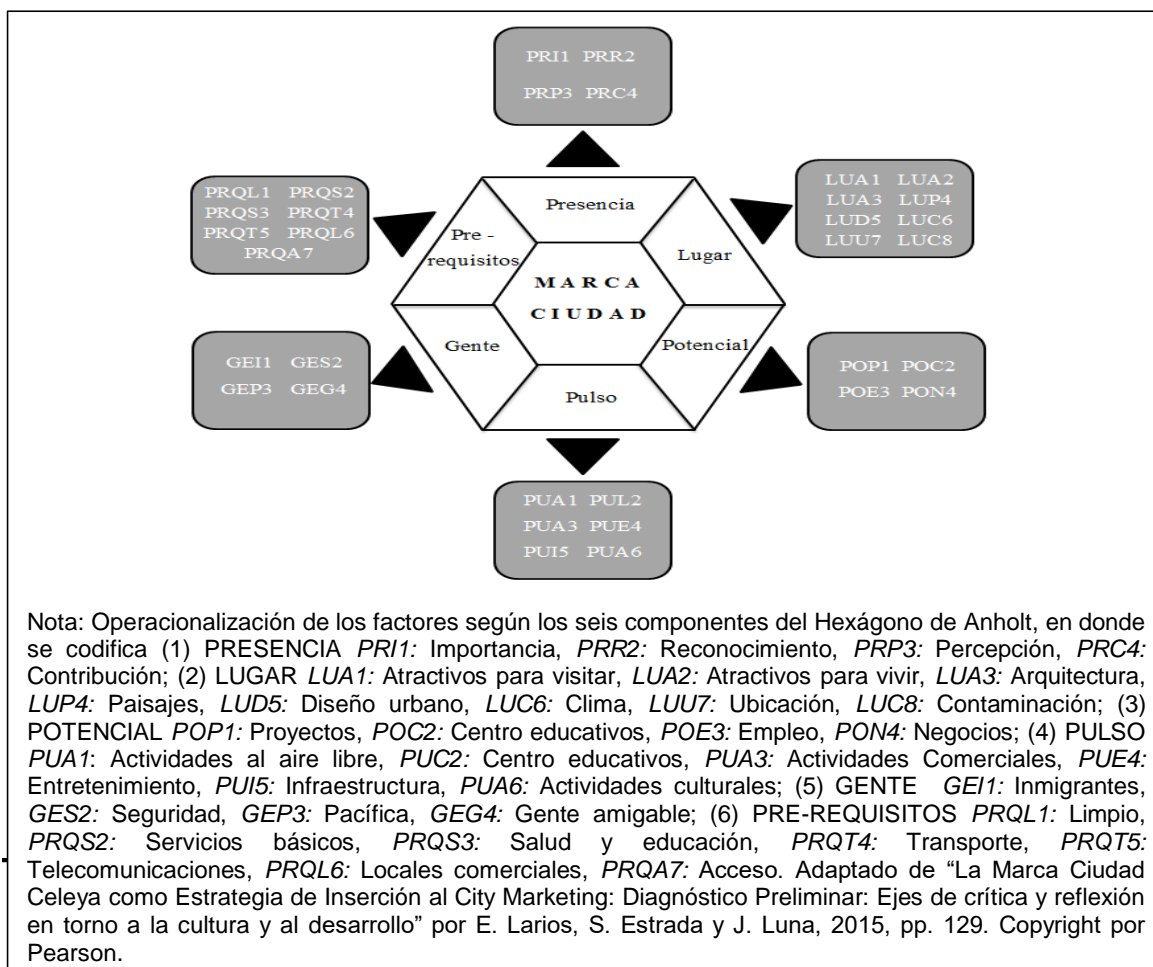 PRI1 PRR2
PRP3 PRC4
PRQL1 PRQS2
PRQS3 PRQT4
PRQT5 PRQL6
PRQA7
LUA1 LUA2
LUA3 LUP4
LUD5 LUC6
LUU7 LUC8
Presencia
Pre -
requisitos
Lugar
MARCA
CIUDAD
Gente
Potencial
Pulso
GEI1 GES2
GEP3 GEG4
POP1 POC2
POE3 PON4
PUA1 PUL2
PUA3 PUE4
PUI5 PUA6
Nota: Operacionalización de los factores según los seis componentes del Hexágono de Anholt, en donde
se codifica (1) PRESENCIA PRI1: Importancia, PRR2: Reconocimiento, PRP3: Percepción, PRC4:
Contribución; (2) LUGAR LUA1: Atractivos para visitar, LUA2: Atractivos para vivir, LUA3: Arquitectura,
LUP4: Paisajes, LUD5: Diseño urbano, LUC6: Clima, LUU7: Ubicación, LUC8: Contaminación; (3)
POTENCIAL POP1: Proyectos, POC2: Centro educativos, POE3: Empleo, PON4: Negocios; (4) PULSO
PUA1: Actividades al aire libre, PUC2: Centro educativos, PUA3: Actividades Comerciales, PUE4:
Entretenimiento, PUI5: Infraestructura, PUA6: Actividades culturales; (5) GENTE GEI1: Inmigrantes,
GES2: Seguridad, GEP3: Pacífica, GEG4: Gente amigable; (6) PRE-REQUISITOS PRQL1: Limpio,
PRQS2: Servicios básicos, PRQS3: Salud y educación, PRQT4: Transporte, PRQT5:
Telecomunicaciones, PRQL6: Locales comerciales, PRQA7: Acceso. Adaptado de “La Marca Ciudad
Celeya como Estrategia de Inserción al City Marketing: Diagnóstico Preliminar: Ejes de crítica y reflexión
en torno a la cultura y al desarrollo” por E. Larios, S. Estrada y J. Luna, 2015, pp. 129. Copyright por
Pearson.